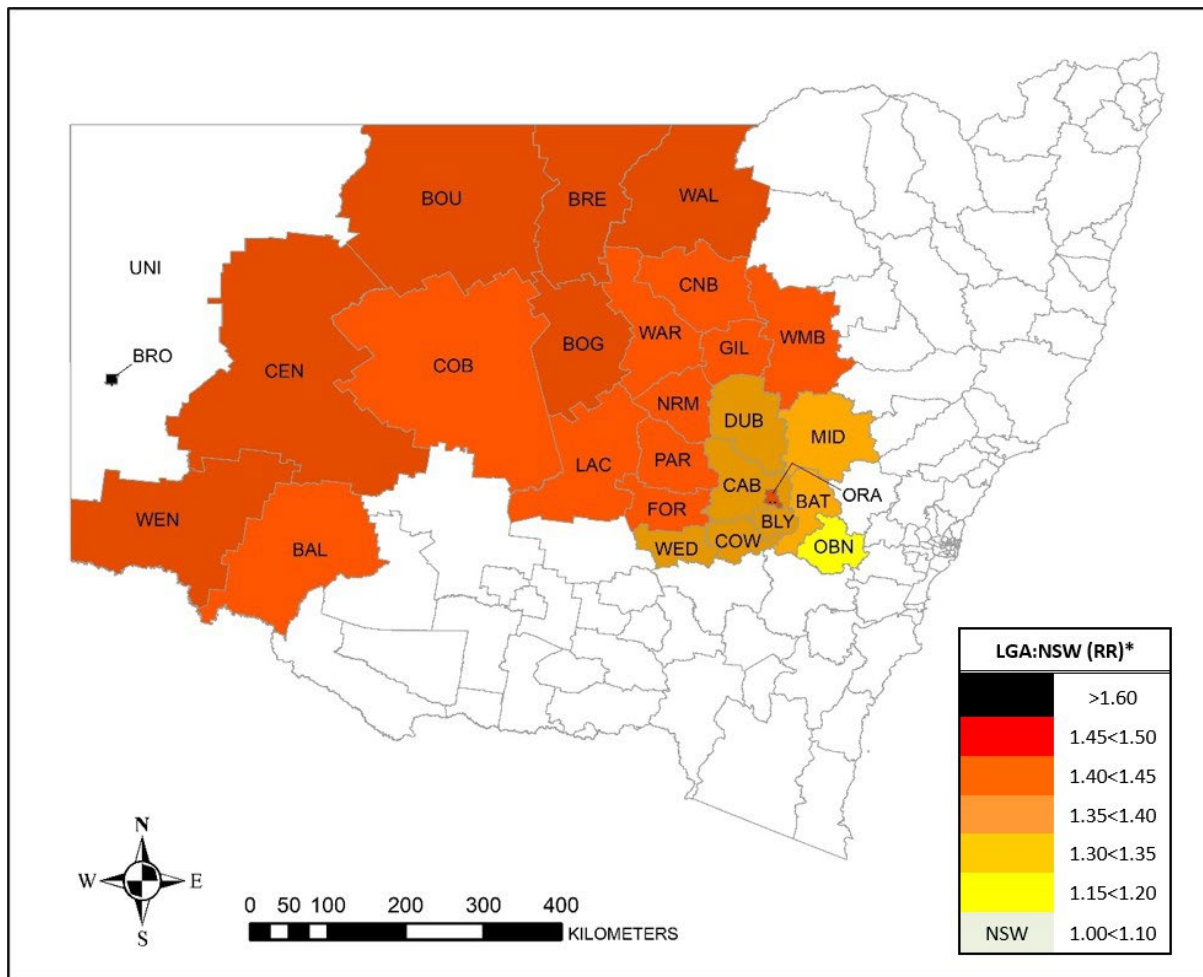 BOU
BRE
WAL
UNI
CNB
BRO
WAR
GIL
WMB
CEN
COB
BOG
NRM
DUB
MID
LAC
PAR
CAB
ORA
WEN
FOR
BAT
BAL
BLY
WED
COW
OBN
LGA:NSW (RR)*
>1.60
1.45<1.50
1.40<1.45
1.35<1.40
1.30<1.35
1.15<1.20
NSW 1.00<1.10
N
W E
S
0 50 100 200 300 400
KILOMETERS